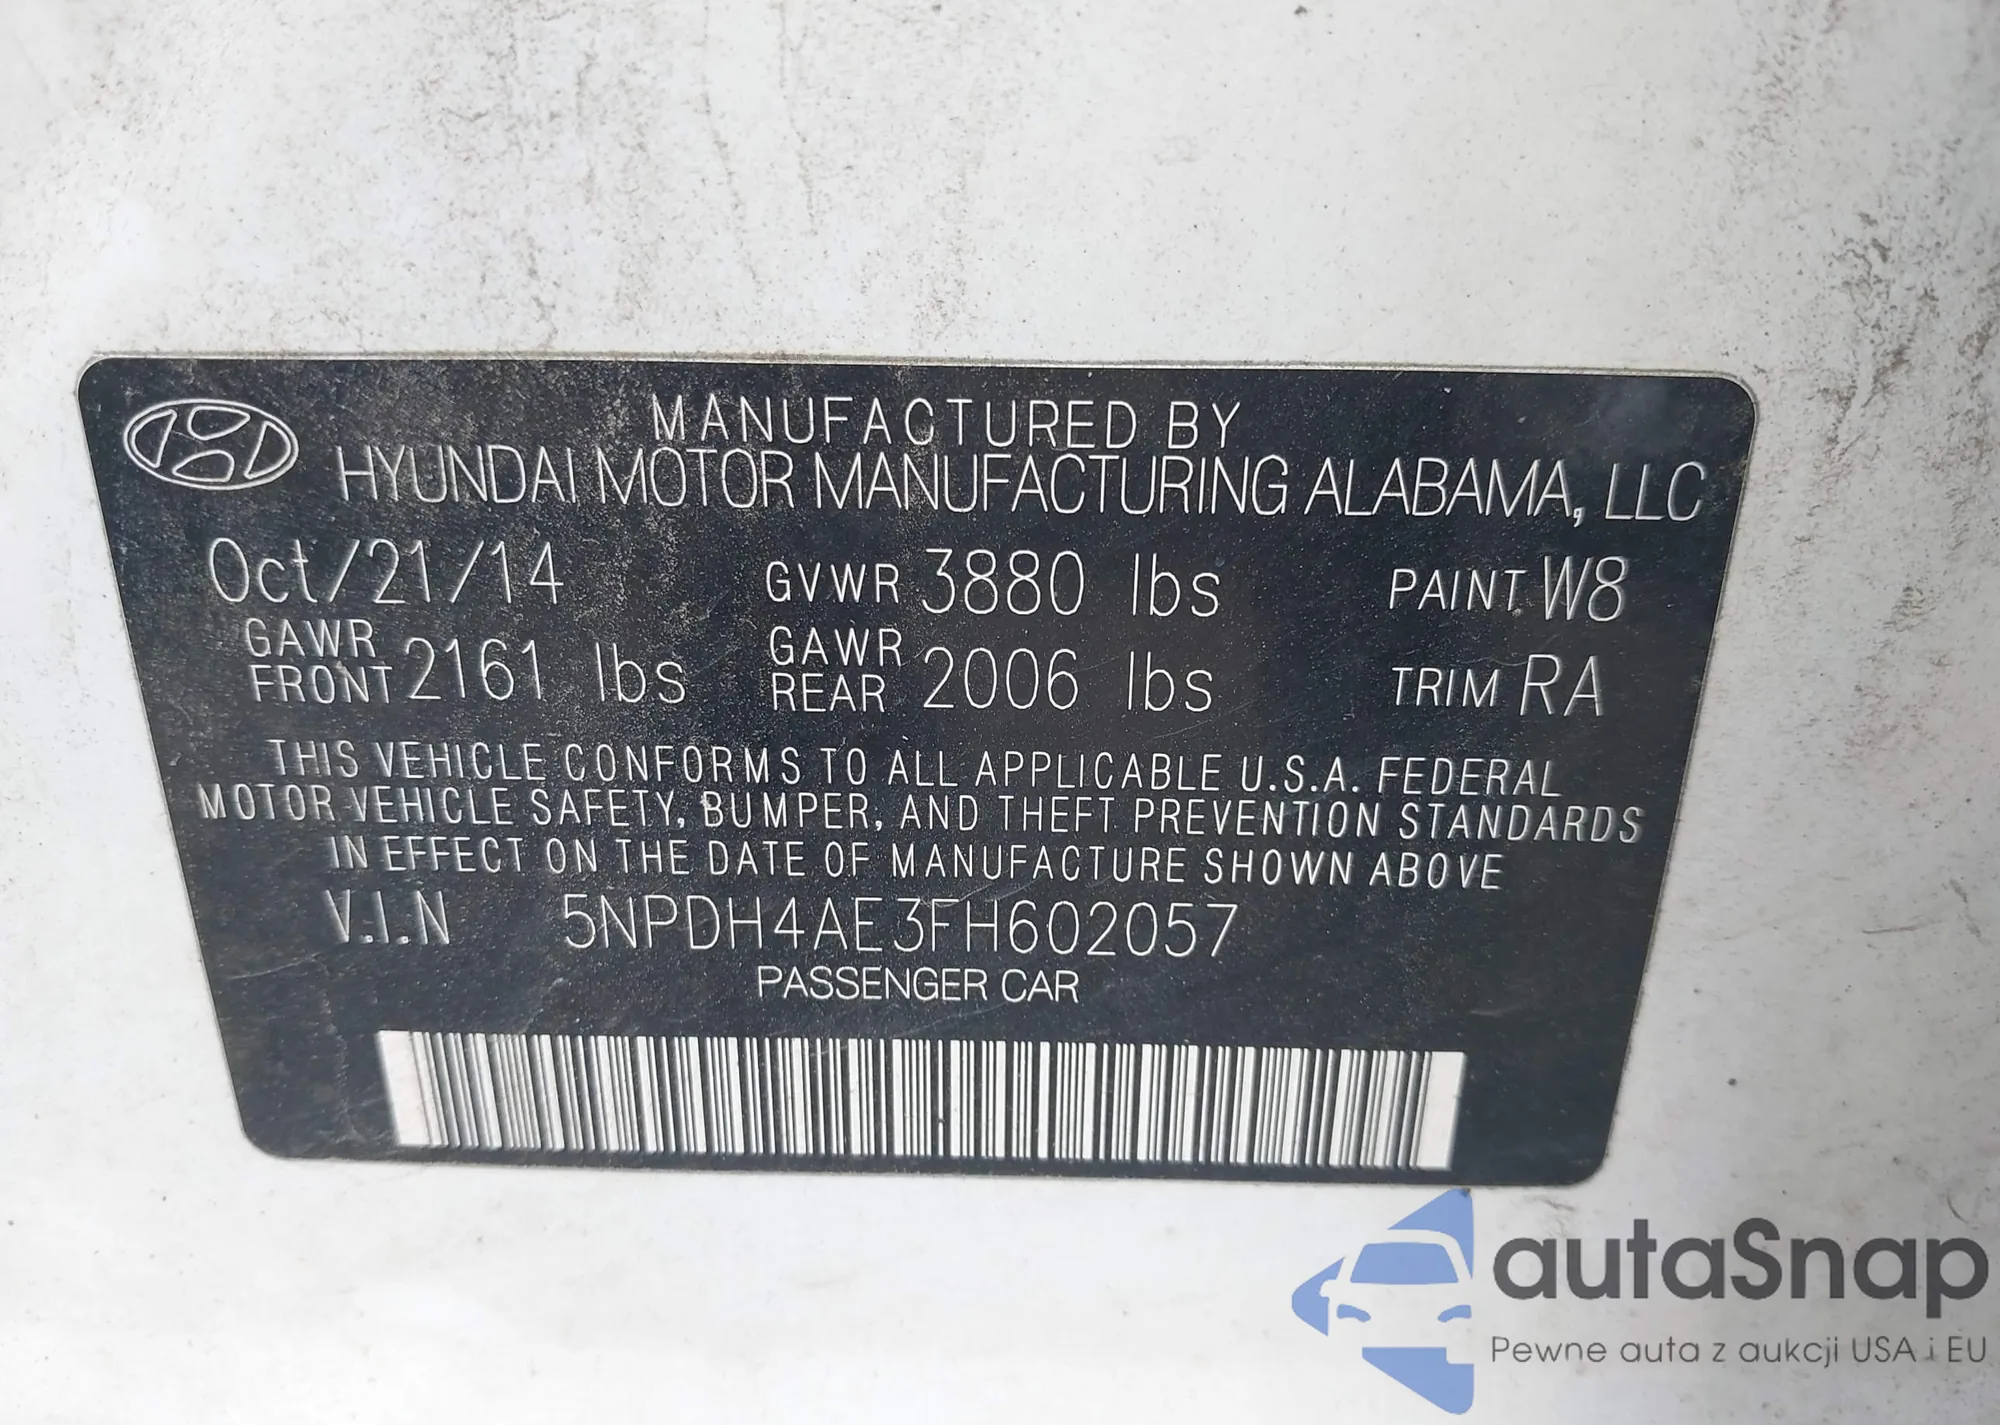 MANUFACTURED BY
HYUNDAI MOTOR MANUFACTURING ALABAMA, LLC
Oct/21/14 GVWR 3880 lbs PAINT W8
GAWR FRONT 2161 lbs GAWR REAR 2006 lbs TRIM RA
THIS VEHICLE CONFORMS TO ALL APPLICABLE U.S.A. FEDERAL
MOTOR VEHICLE SAFETY, BUMPER, AND THEFT PREVENTION STANDARDS
IN EFFECT ON THE DATE OF MANUFACTURE SHOWN ABOVE
V.I.N 5NPDH4AE3FH602057
PASSENGER CAR
autaSnap
Pewne auta z aukcji USA i EU